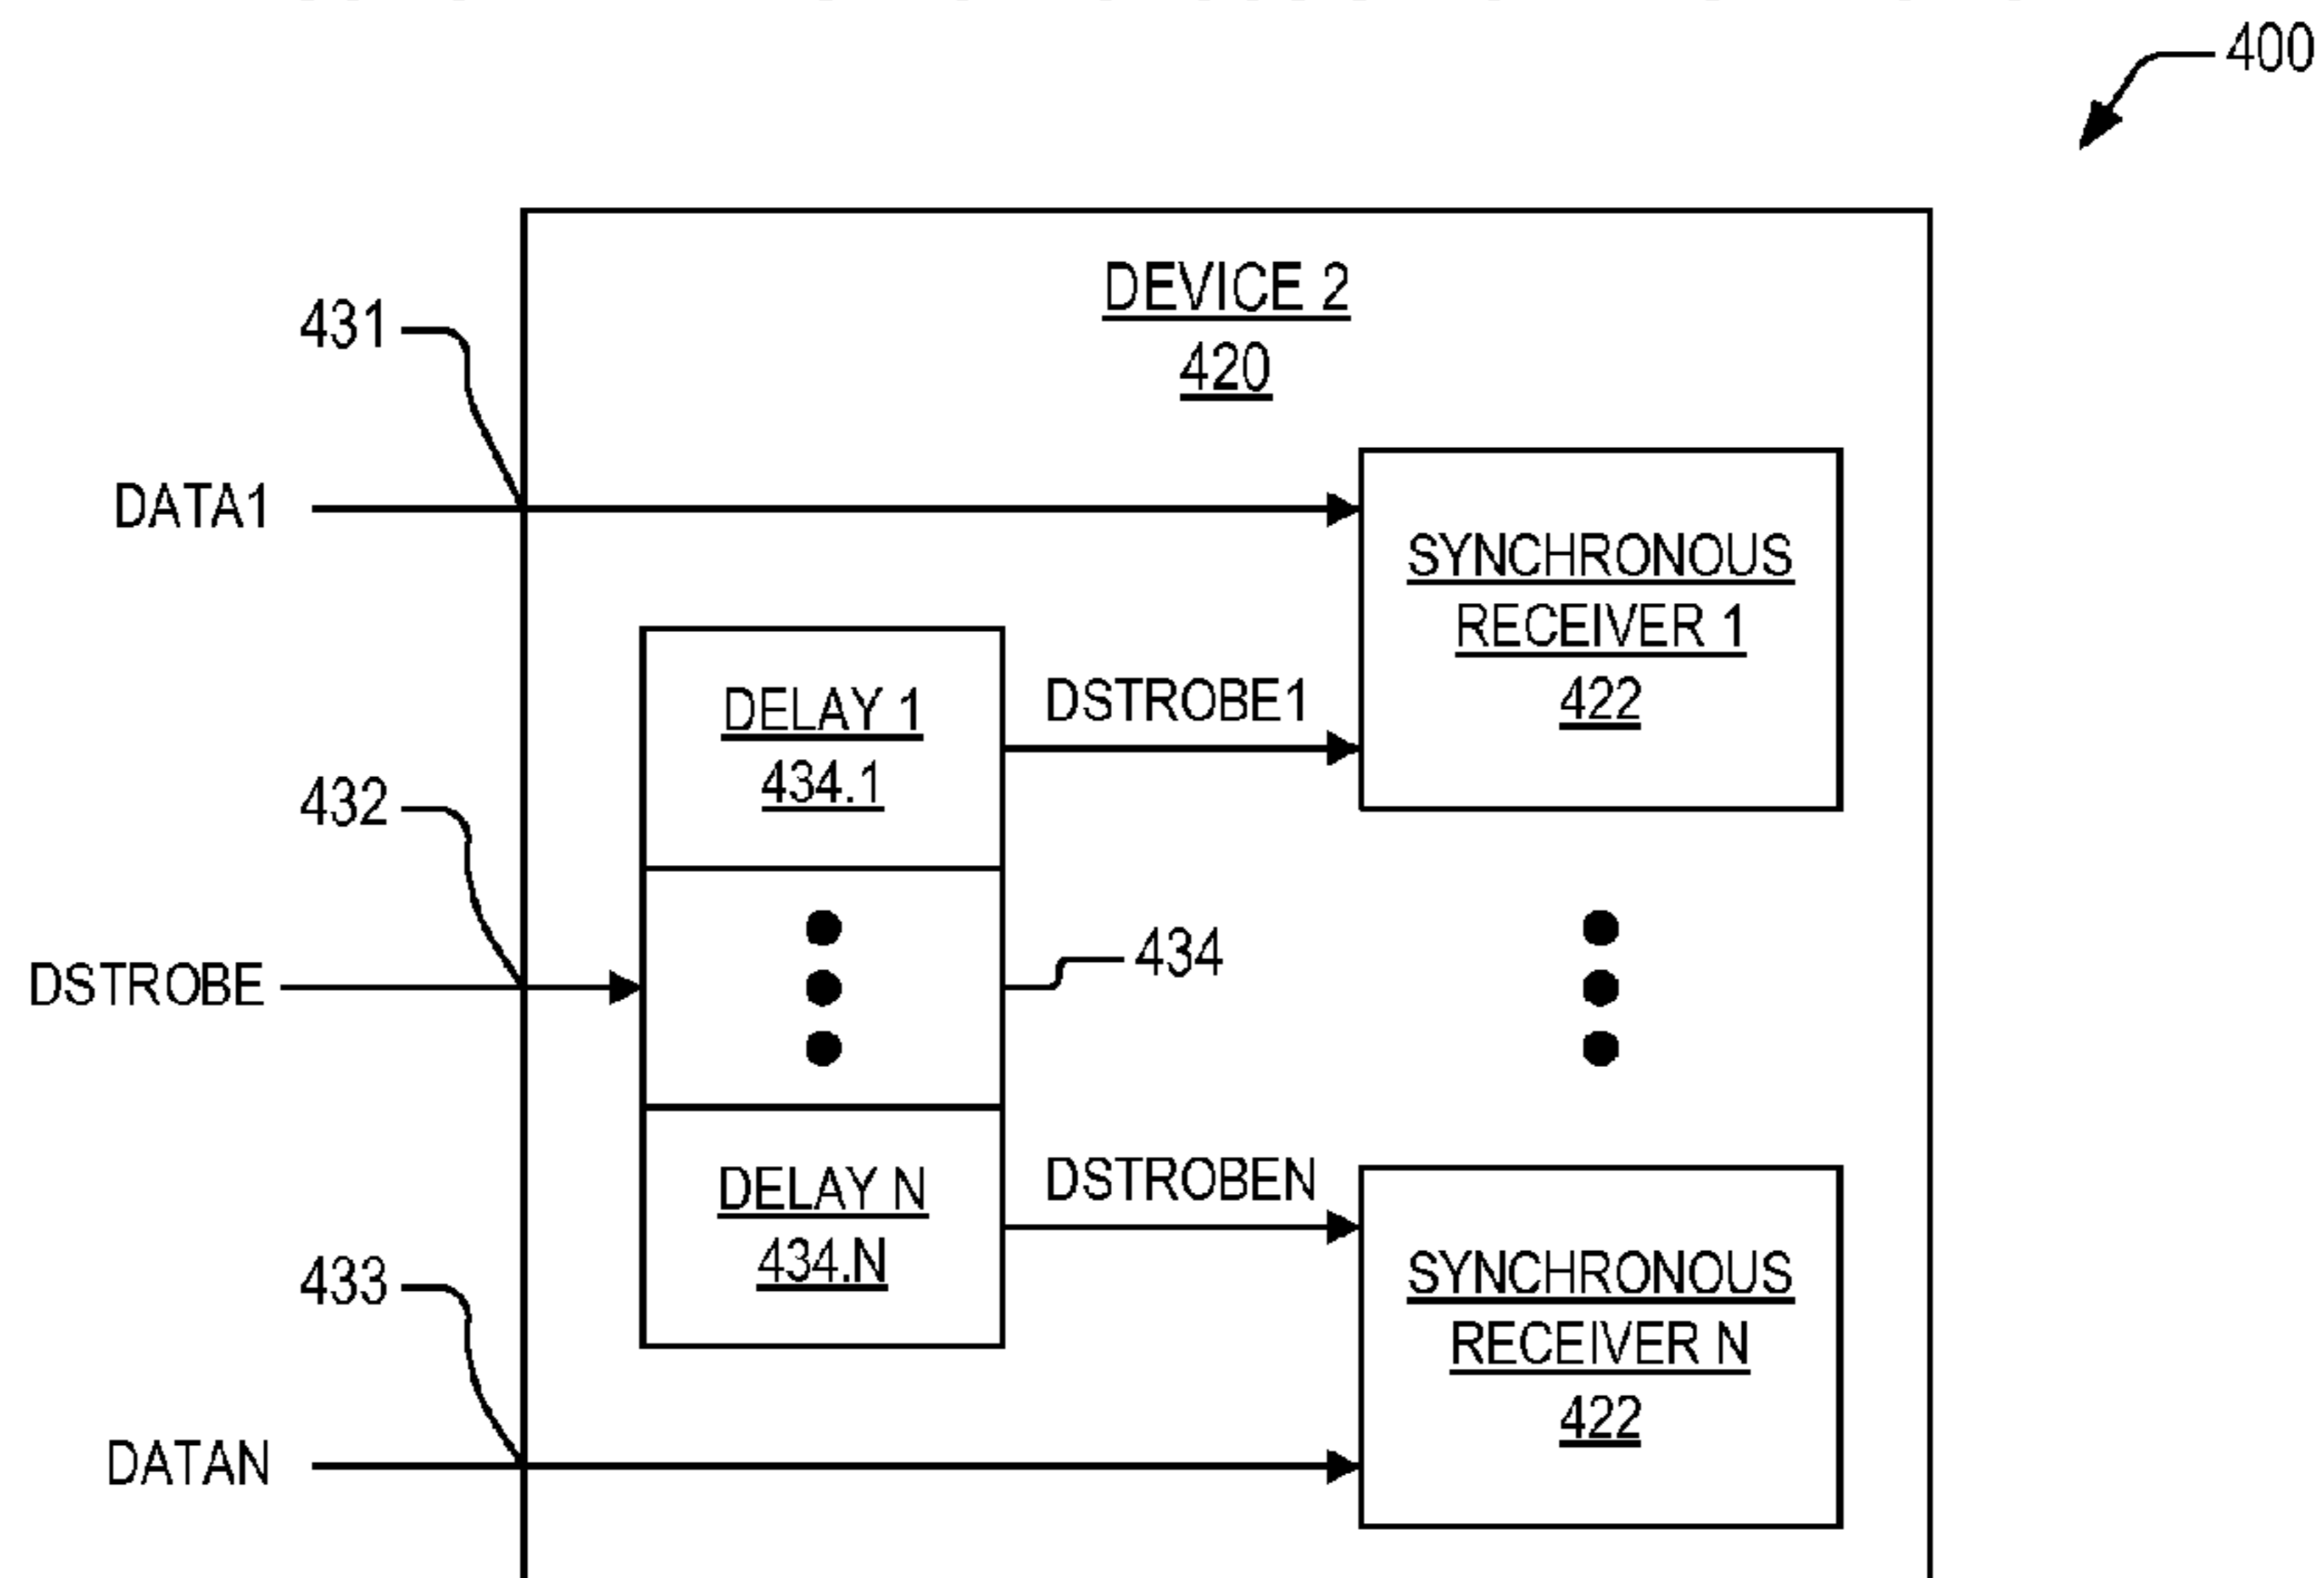 400
DEVICE 2
420
431
DATA1
SYNCHRONOUS
RECEIVER 1
422
DELAY 1
434.1
DSTROBE1
432
DSTROBE
434
DELAY N
434.N
DSTROBEN
SYNCHRONOUS
RECEIVER N
422
433
DATAN